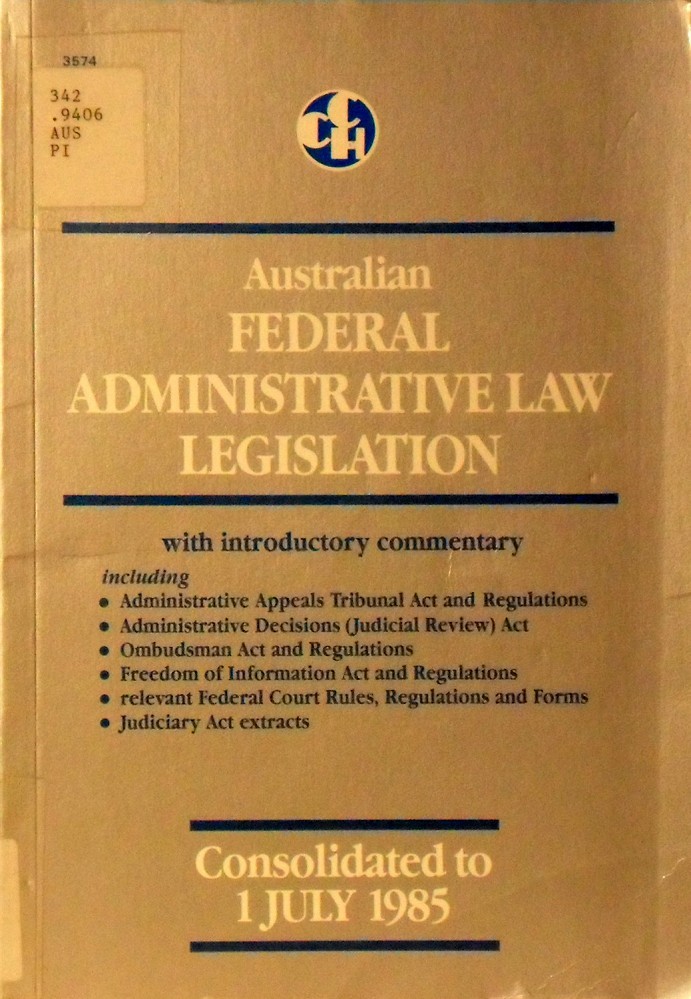 3574
342
.9406
AUS
PI
CCH
Australian
FEDERAL
ADMINISTRATIVE LAW
LEGISLATION
with introductory commentary
including
• Administrative Appeals Tribunal Act and Regulations
• Administrative Decisions (Judicial Review) Act
• Ombudsman Act and Regulations
• Freedom of Information Act and Regulations
• relevant Federal Court Rules, Regulations and Forms
• Judiciary Act extracts
Consolidated to
1 JULY 1985